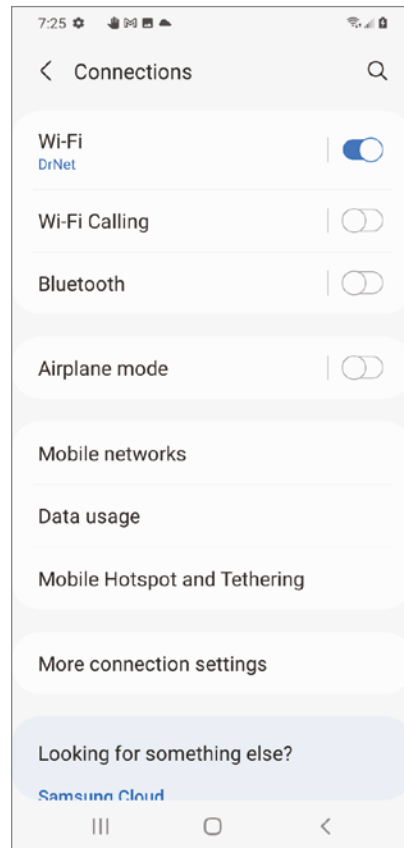 7:25
Connections
Wi-Fi
DrNet
Wi-Fi Calling
Bluetooth
Airplane mode
Mobile networks
Data usage
Mobile Hotspot and Tethering
More connection settings
Looking for something else?
Samsung Cloud